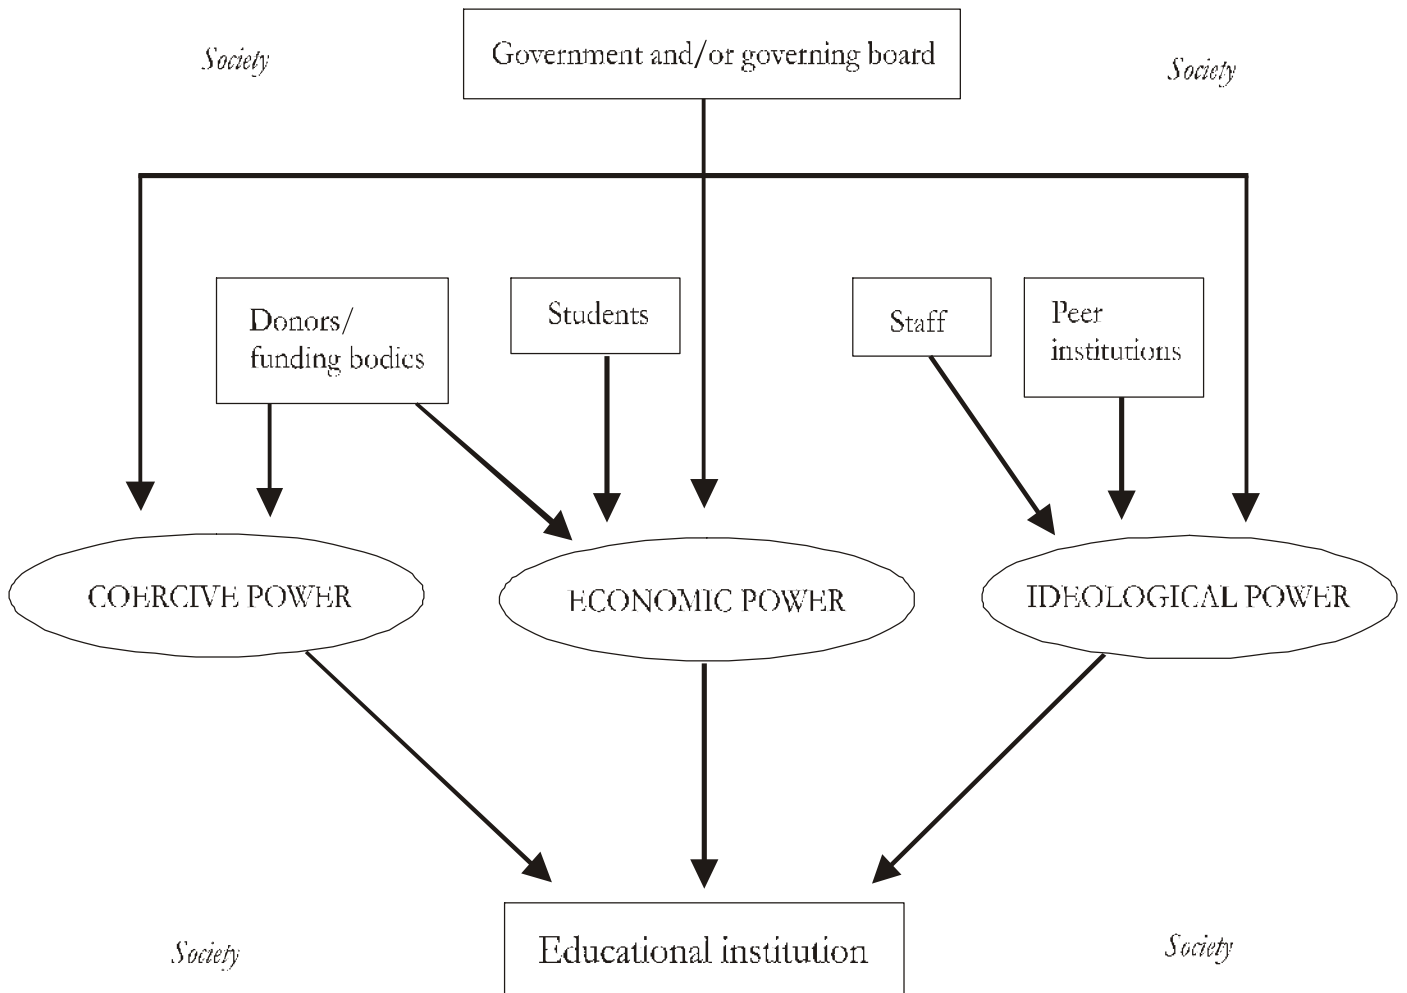 Society
Government and/or governing board
Society
Donors/
funding bodies
Students
Staff
Peer
institutions
COERCIVE POWER
ECONOMIC POWER
IDEOLOGICAL POWER
Society
Educational institution
Society